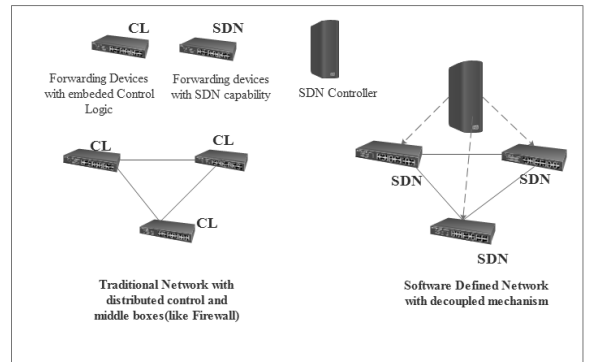 CL
Forwarding Devices
with embeded Control
Logic
SDN
Forwarding devices
with SDN capability
SDN Controller
CL
CL
CL
Traditional Network with
distributed control and
middle boxes(like Firewall)
SDN
SDN
SDN
Software Defined Network
with decoupled mechanism